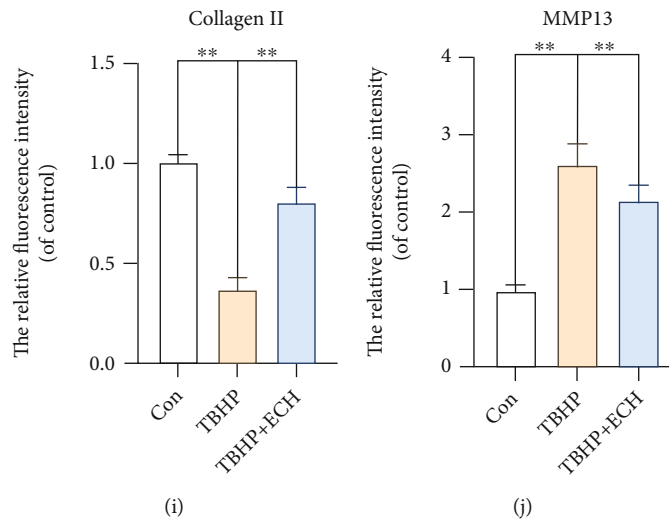 Collagen II
** **
The relative fluorescence intensity
(of control)
1.5
1.0
0.5
0.0
Con
TBHP
TBHP+ECH
(i)
MMP13
** **
The relative fluorescence intensity
(of control)
4
3
2
1
0
Con
TBHP
TBHP+ECH
(j)